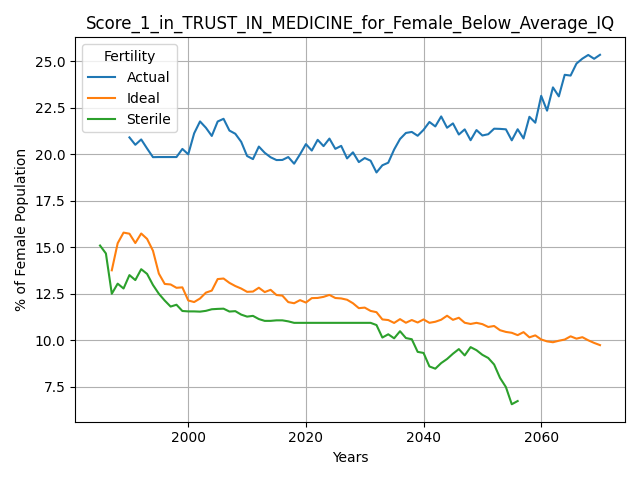 Score_1_in_TRUST_IN_MEDICINE_for_Female_Below_Average_IQ
Fertility
Actual
Ideal
Sterile
% of Female Population
25.0
22.5
20.0
17.5
15.0
12.5
10.0
7.5
2000 2020 2040 2060
Years